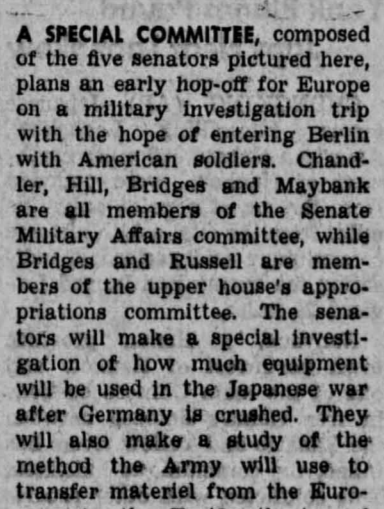 A SPECIAL COMMITTEE, composed
of the five senators pictured here,
plans an early hop-off for Europe
on a military investigation trip
with the hope of entering Berlin
with American soldiers. Chand-
ler, Hill, Bridges and Maybank
are all members of the Senate
Military Affairs committee, while
Bridges and Russell are mem-
bers of the upper house's appro-
priations committee. The sena-
tors will make a special investi-
gation of how much equipment
will be used in the Japanese war
after Germany is crushed. They
will also make a study of the
method the Army will use to
transfer materiel from the Euro-